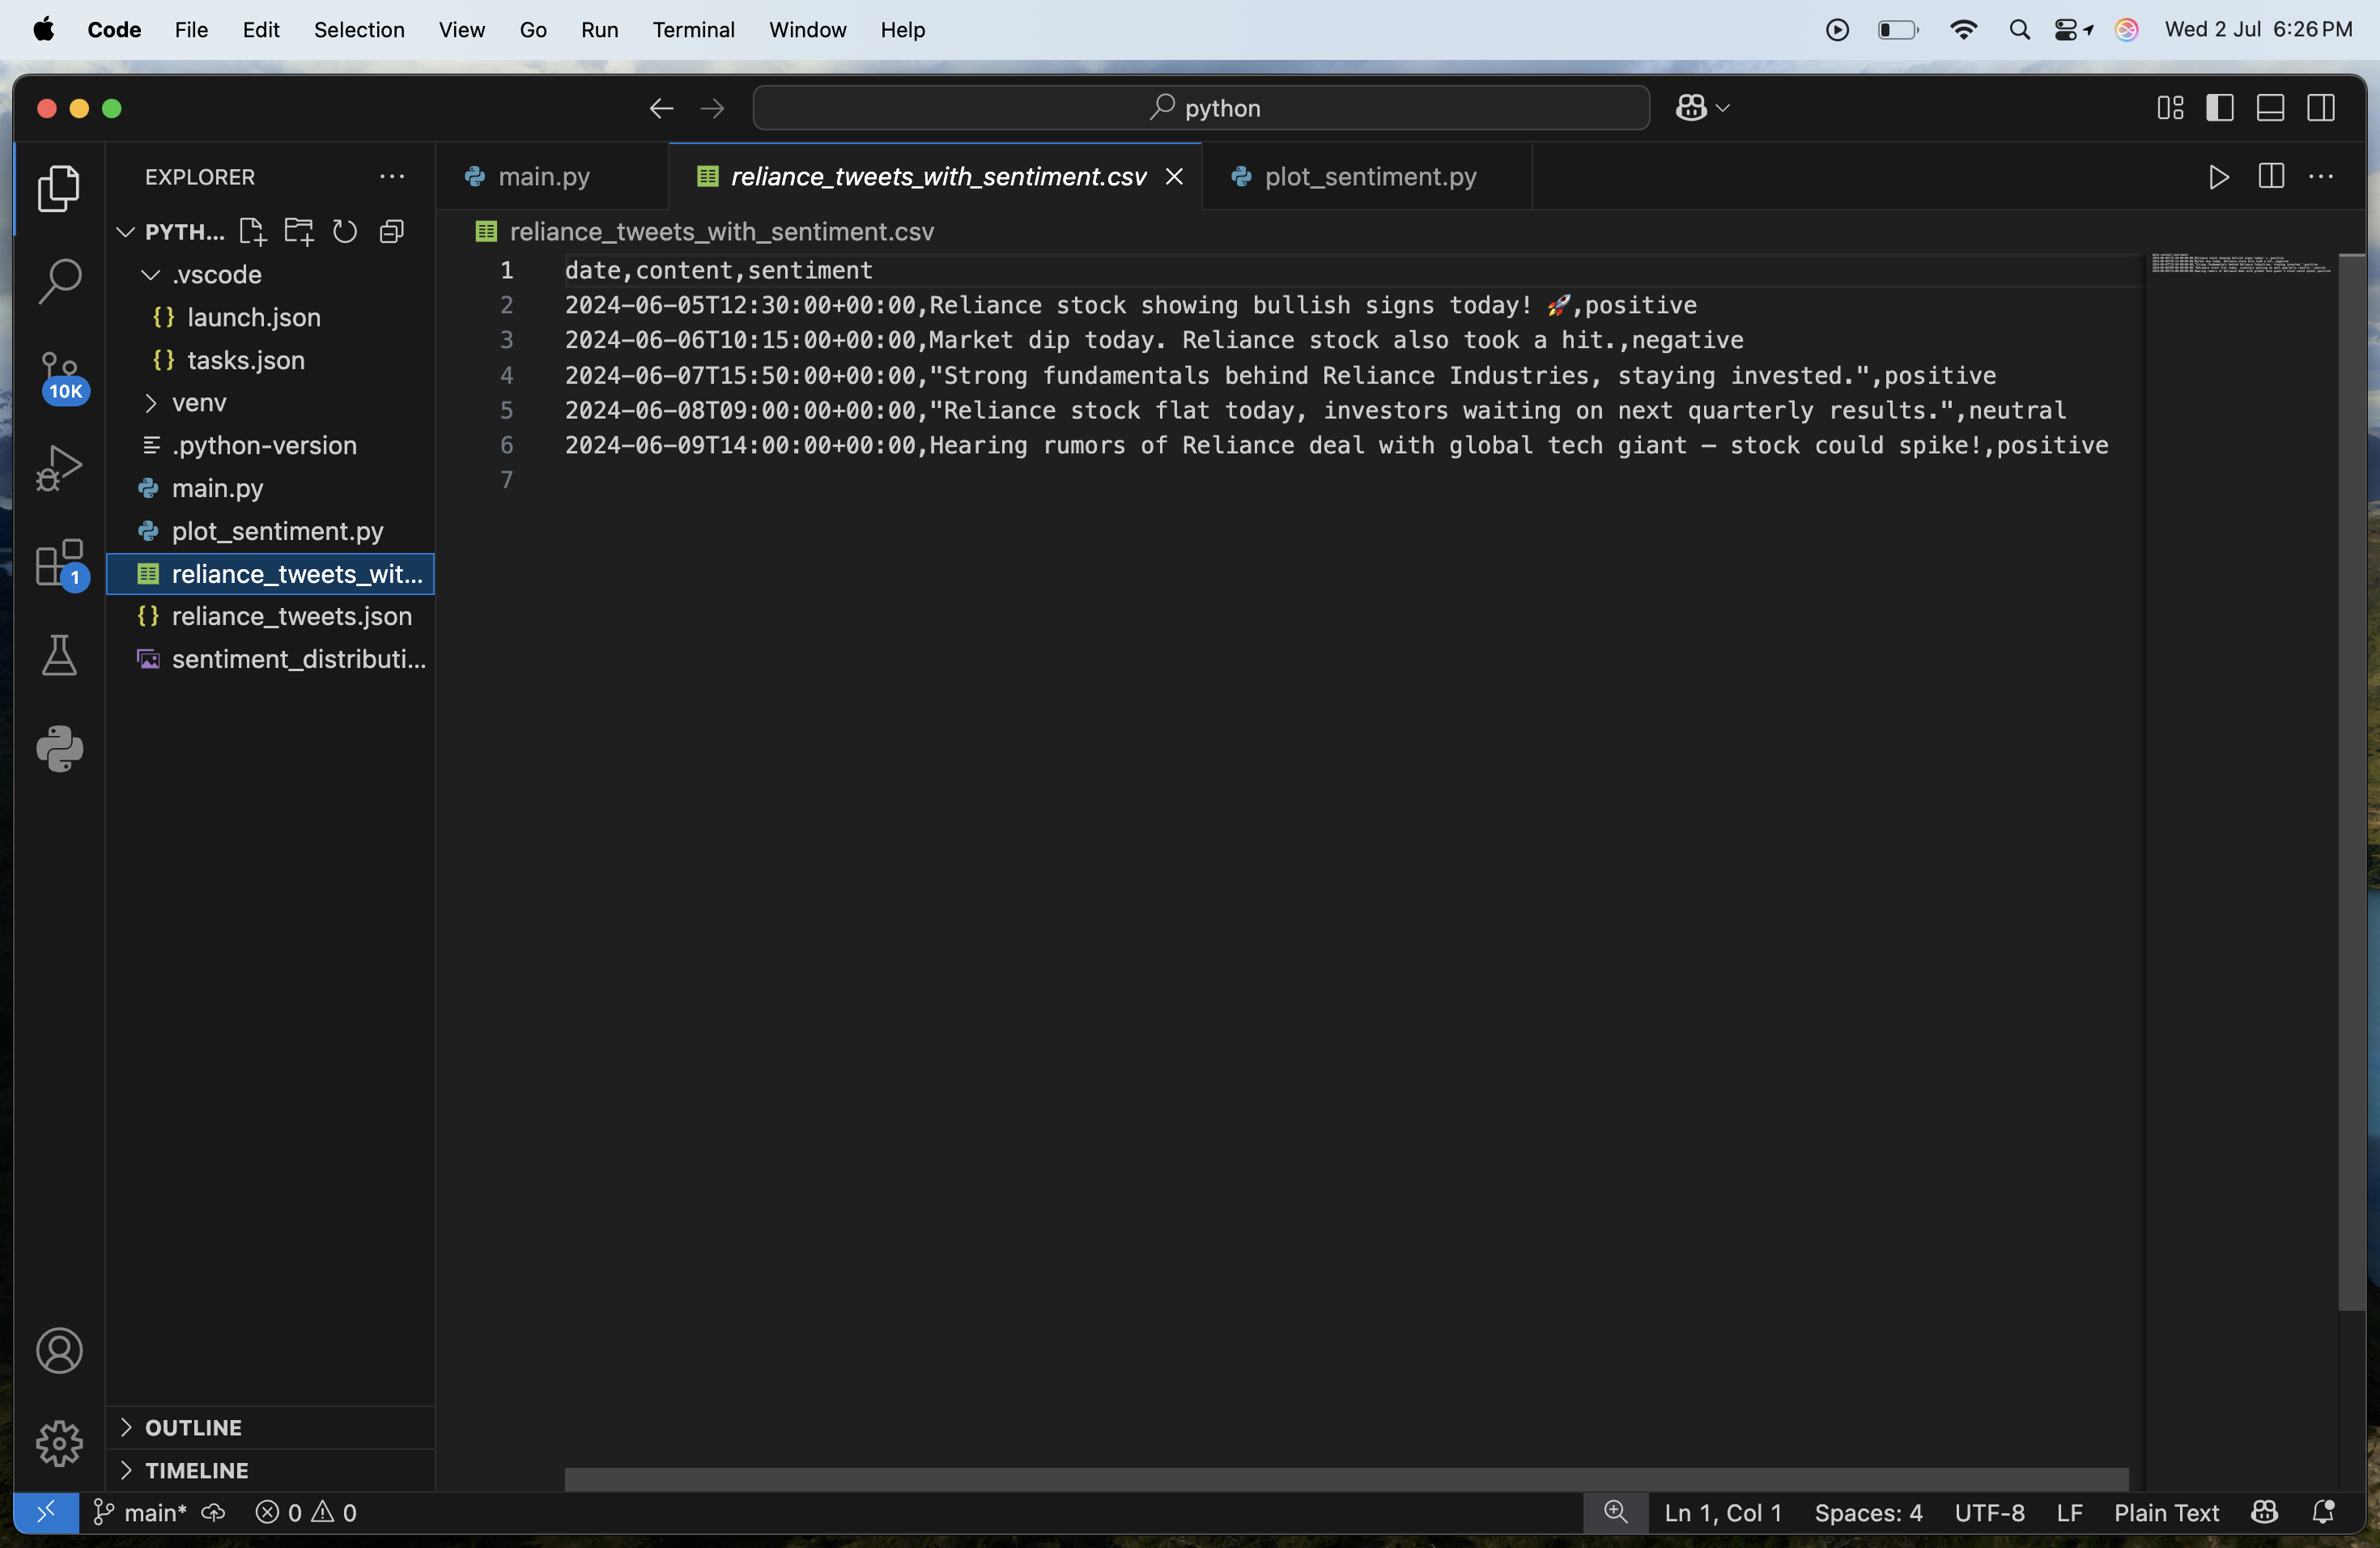 Code File Edit Selection View Go Run Terminal Window Help Wed 2 Jul 6:26 PM
python
EXPLORER
main.py
reliance_tweets_with_sentiment.csv
plot_sentiment.py
PYTH...
reliance_tweets_with_sentiment.csv
.vscode
launch.json
tasks.json
10K
venv
.python-version
main.py
plot_sentiment.py
1
reliance_tweets_wit...
reliance_tweets.json
sentiment_distributi...
1 date,content,sentiment
2 2024-06-05T12:30:00+00:00,Reliance stock showing bullish signs today! 🚀,positive
3 2024-06-06T10:15:00+00:00,Market dip today. Reliance stock also took a hit.,negative
4 2024-06-07T15:50:00+00:00,"Strong fundamentals behind Reliance Industries, staying invested.",positive
5 2024-06-08T09:00:00+00:00,"Reliance stock flat today, investors waiting on next quarterly results.",neutral
6 2024-06-09T14:00:00+00:00,Hearing rumors of Reliance deal with global tech giant — stock could spike!,positive
7
OUTLINE
TIMELINE
main* 0 0 Ln 1, Col 1 Spaces: 4 UTF-8 LF Plain Text